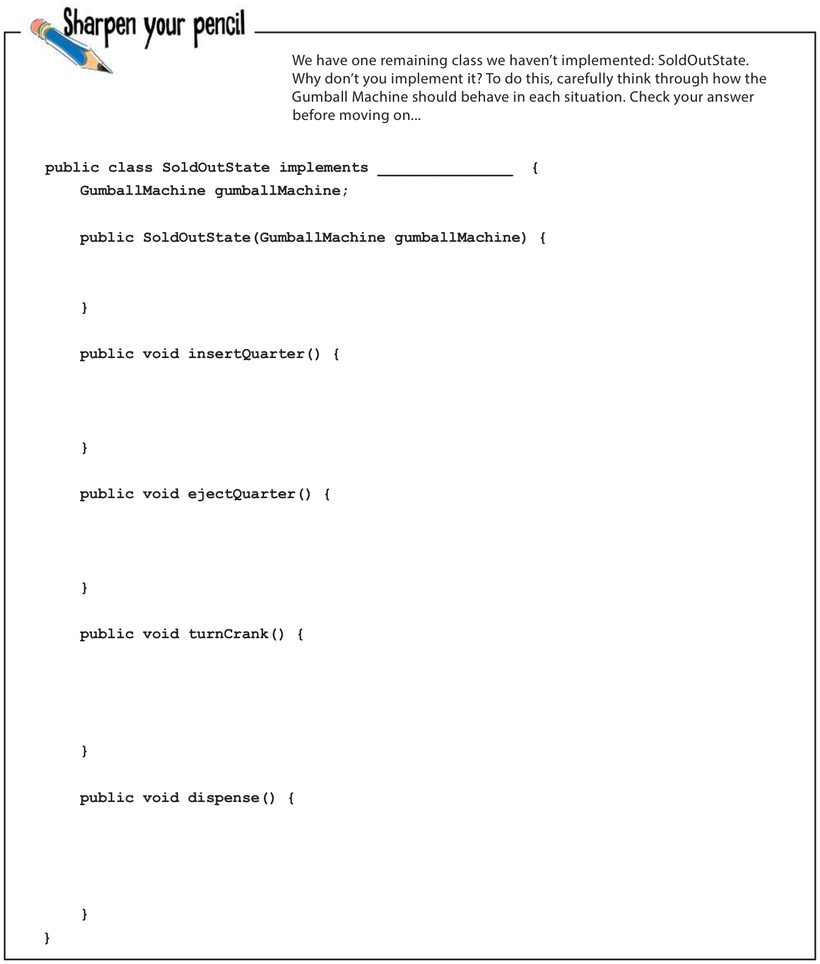 Sharpen your pencil
We have one remaining class we haven’t implemented: SoldOutState.
Why don’t you implement it? To do this, carefully think through how the
Gumball Machine should behave in each situation. Check your answer
before moving on...
public class SoldOutState implements _______________ {
GumballMachine gumballMachine;
public SoldOutState(GumballMachine gumballMachine) {
}
public void insertQuarter() {
}
public void ejectQuarter() {
}
public void turnCrank() {
}
public void dispense() {
}
}